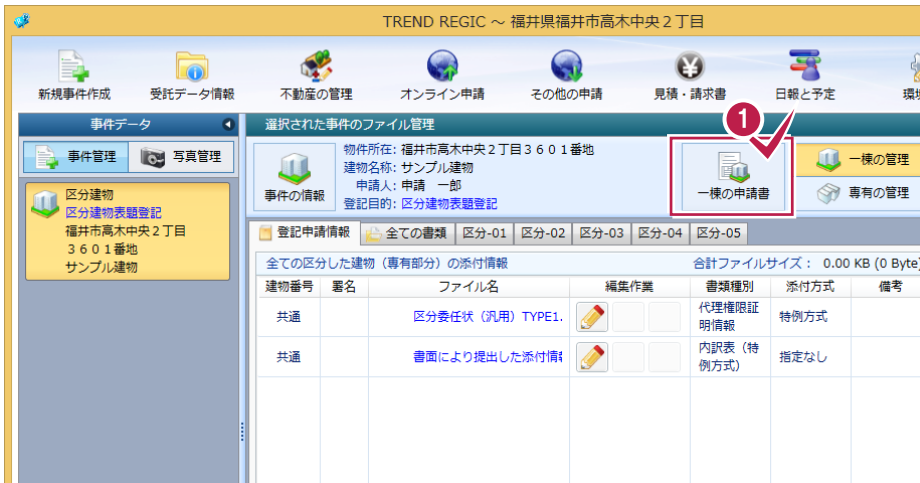 TREND REGIC ～ 福井県福井市高木中央２丁目
新規事件作成
受託データ情報
不動産の管理
オンライン申請
その他の申請
見積・請求書
日報と予定
事件データ
選択された事件のファイル管理
1
事件管理
写真管理
事件の情報
物件所在: 福井市高木中央２丁目３６０１番地
建物名称: サンプル建物
申請人: 申請 一郎
登記目的: 区分建物表題登記
一棟の申請書
一棟の管理
専有の管理
区分建物
区分建物表題登記
福井市高木中央２丁目
３６０１番地
サンプル建物
登記申請情報
全ての書類
区分-01
区分-02
区分-03
区分-04
区分-05
全ての区分した建物（専有部分）の添付情報
合計ファイルサイズ： 0.00 KB (0 Byte)
建物番号 署名 ファイル名 編集作業 書類種別 添付方式 備考
共通 区分委任状（汎用）TYPE1. 代理権限証
明情報 特例方式
共通 書面により提出した添付情 内訳表（特
例方式） 指定なし